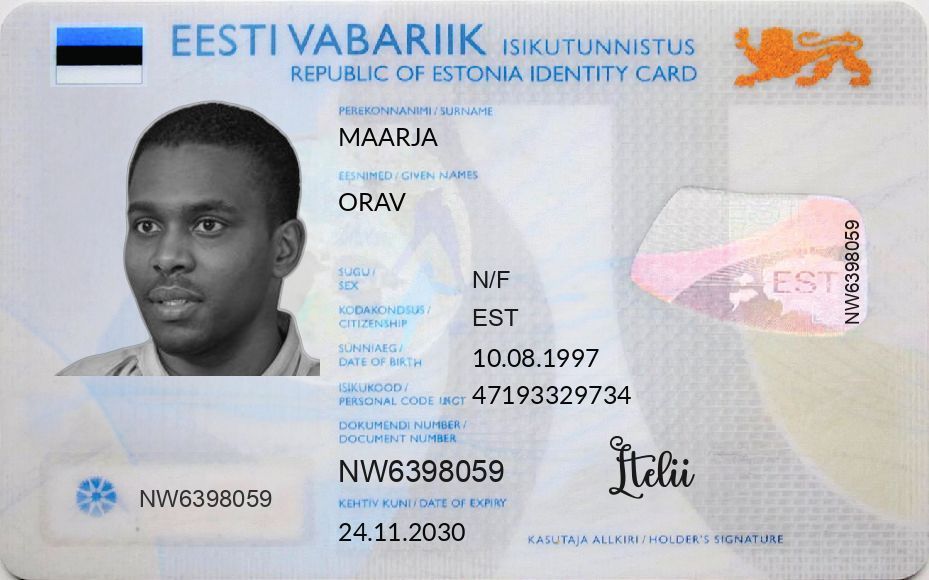 EESTI VABARIIK ISIKUTUNNISTUS
REPUBLIC OF ESTONIA IDENTITY CARD
PEREKONNANIMI / SURNAME
MAARJA
EESNIMED / GIVEN NAMES
ORAV
SUGU /
SEX
N/F
KODAKONDSUS /
CITIZENSHIP
EST
SÜNNIAEG /
DATE OF BIRTH
10.08.1997
ISIKUKOOD /
PERSONAL CODE
47193329734
DOKUMENDI NUMBER /
DOCUMENT NUMBER
NW6398059
KEHTIV KUNI / DATE OF EXPIRY
24.11.2030
NW6398059
EST
NW6398059
Itelii
KASUTAJA ALLKIRI / HOLDER'S SIGNATURE